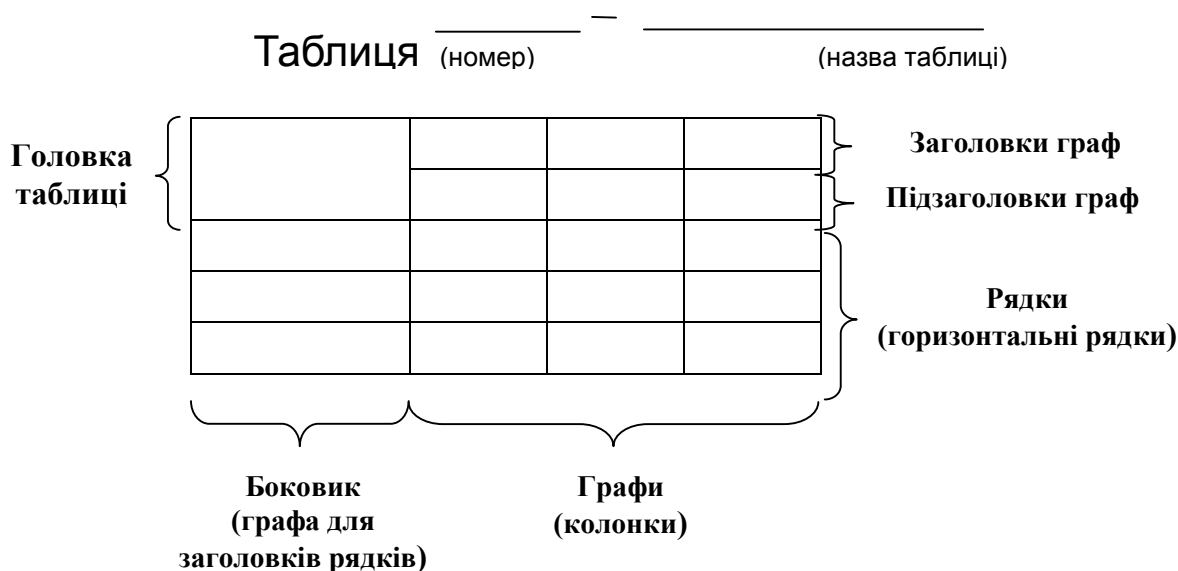 Таблиця (номер) – (назва таблиці)
Головка
таблиці
Заголовки граф
Підзаголовки граф
Рядки
(горизонтальні рядки)
Боковик
(графа для
заголовків рядків)
Графи
(колонки)